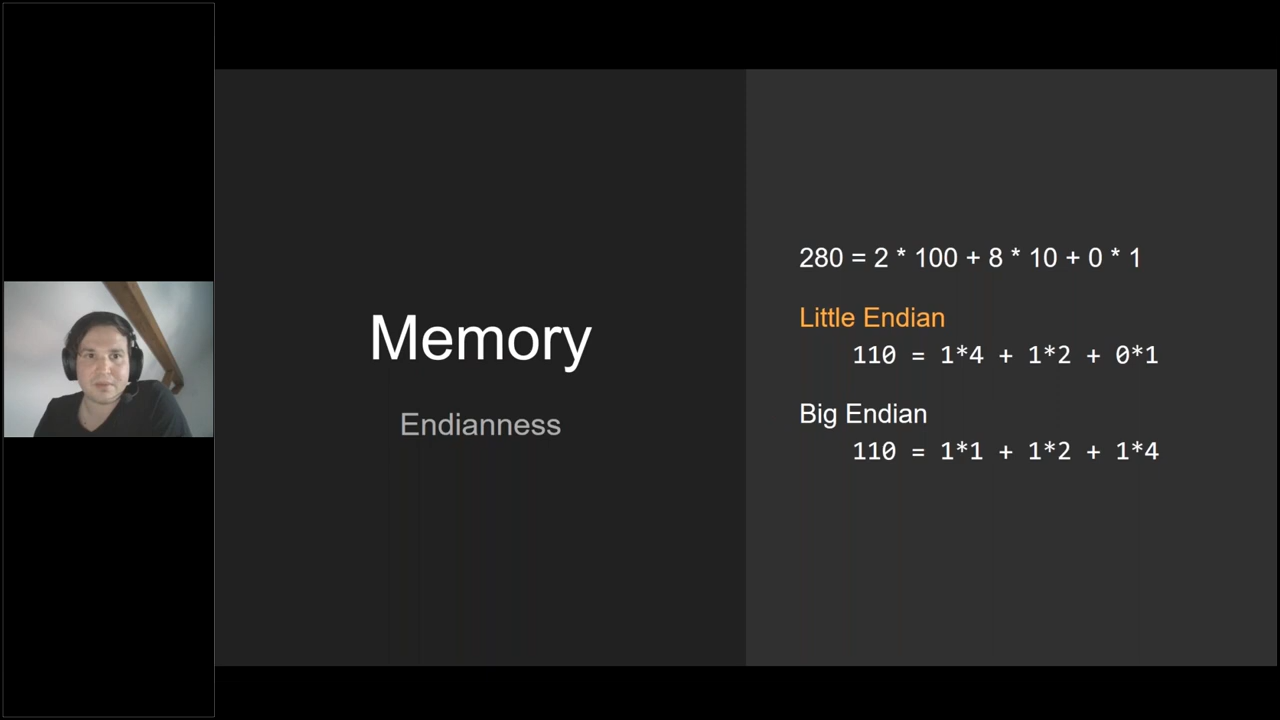 Memory
Endianness
280 = 2 * 100 + 8 * 10 + 0 * 1
Little Endian
110 = 1*4 + 1*2 + 0*1
Big Endian
110 = 1*1 + 1*2 + 1*4